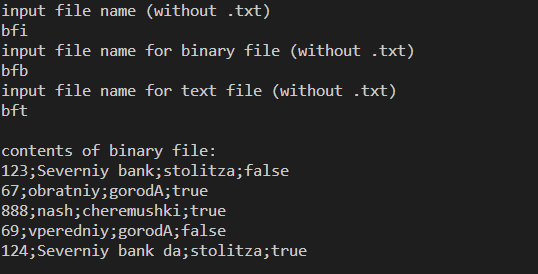 input file name (without .txt)
bfi
input file name for binary file (without .txt)
bfb
input file name for text file (without .txt)
bft
contents of binary file:
123;Severniy bank;stolitza;false
67;obratniy;gorodA;true
888;nash;cheremushki;true
69;vperedniy;gorodA;false
124;Severniy bank da;stolitza;true